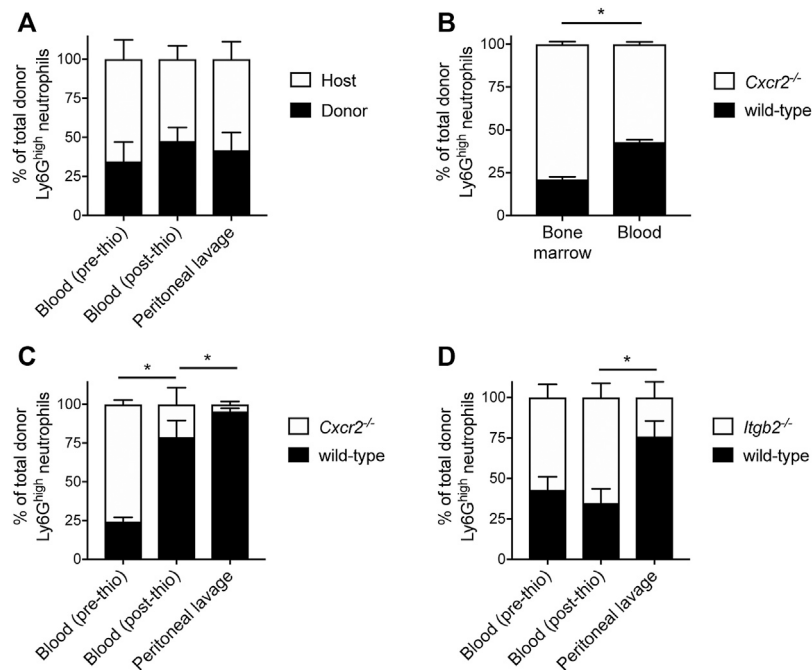 A
% of total donor
Ly6G^high neutrophils
100
75
50
25
0
Blood (pre-thio)
Blood (post-thio)
Peritoneal lavage
Host
Donor
B
*
% of total donor
Ly6G^high neutrophils
100
75
50
25
0
Bone
marrow
Blood
Cxcr2-/-
wild-type
C
* *
% of total donor
Ly6G^high neutrophils
100
75
50
25
0
Blood (pre-thio)
Blood (post-thio)
Peritoneal lavage
Cxcr2-/-
wild-type
D
*
% of total donor
Ly6G^high neutrophils
100
75
50
25
0
Blood (pre-thio)
Blood (post-thio)
Peritoneal lavage
Itgb2-/-
wild-type